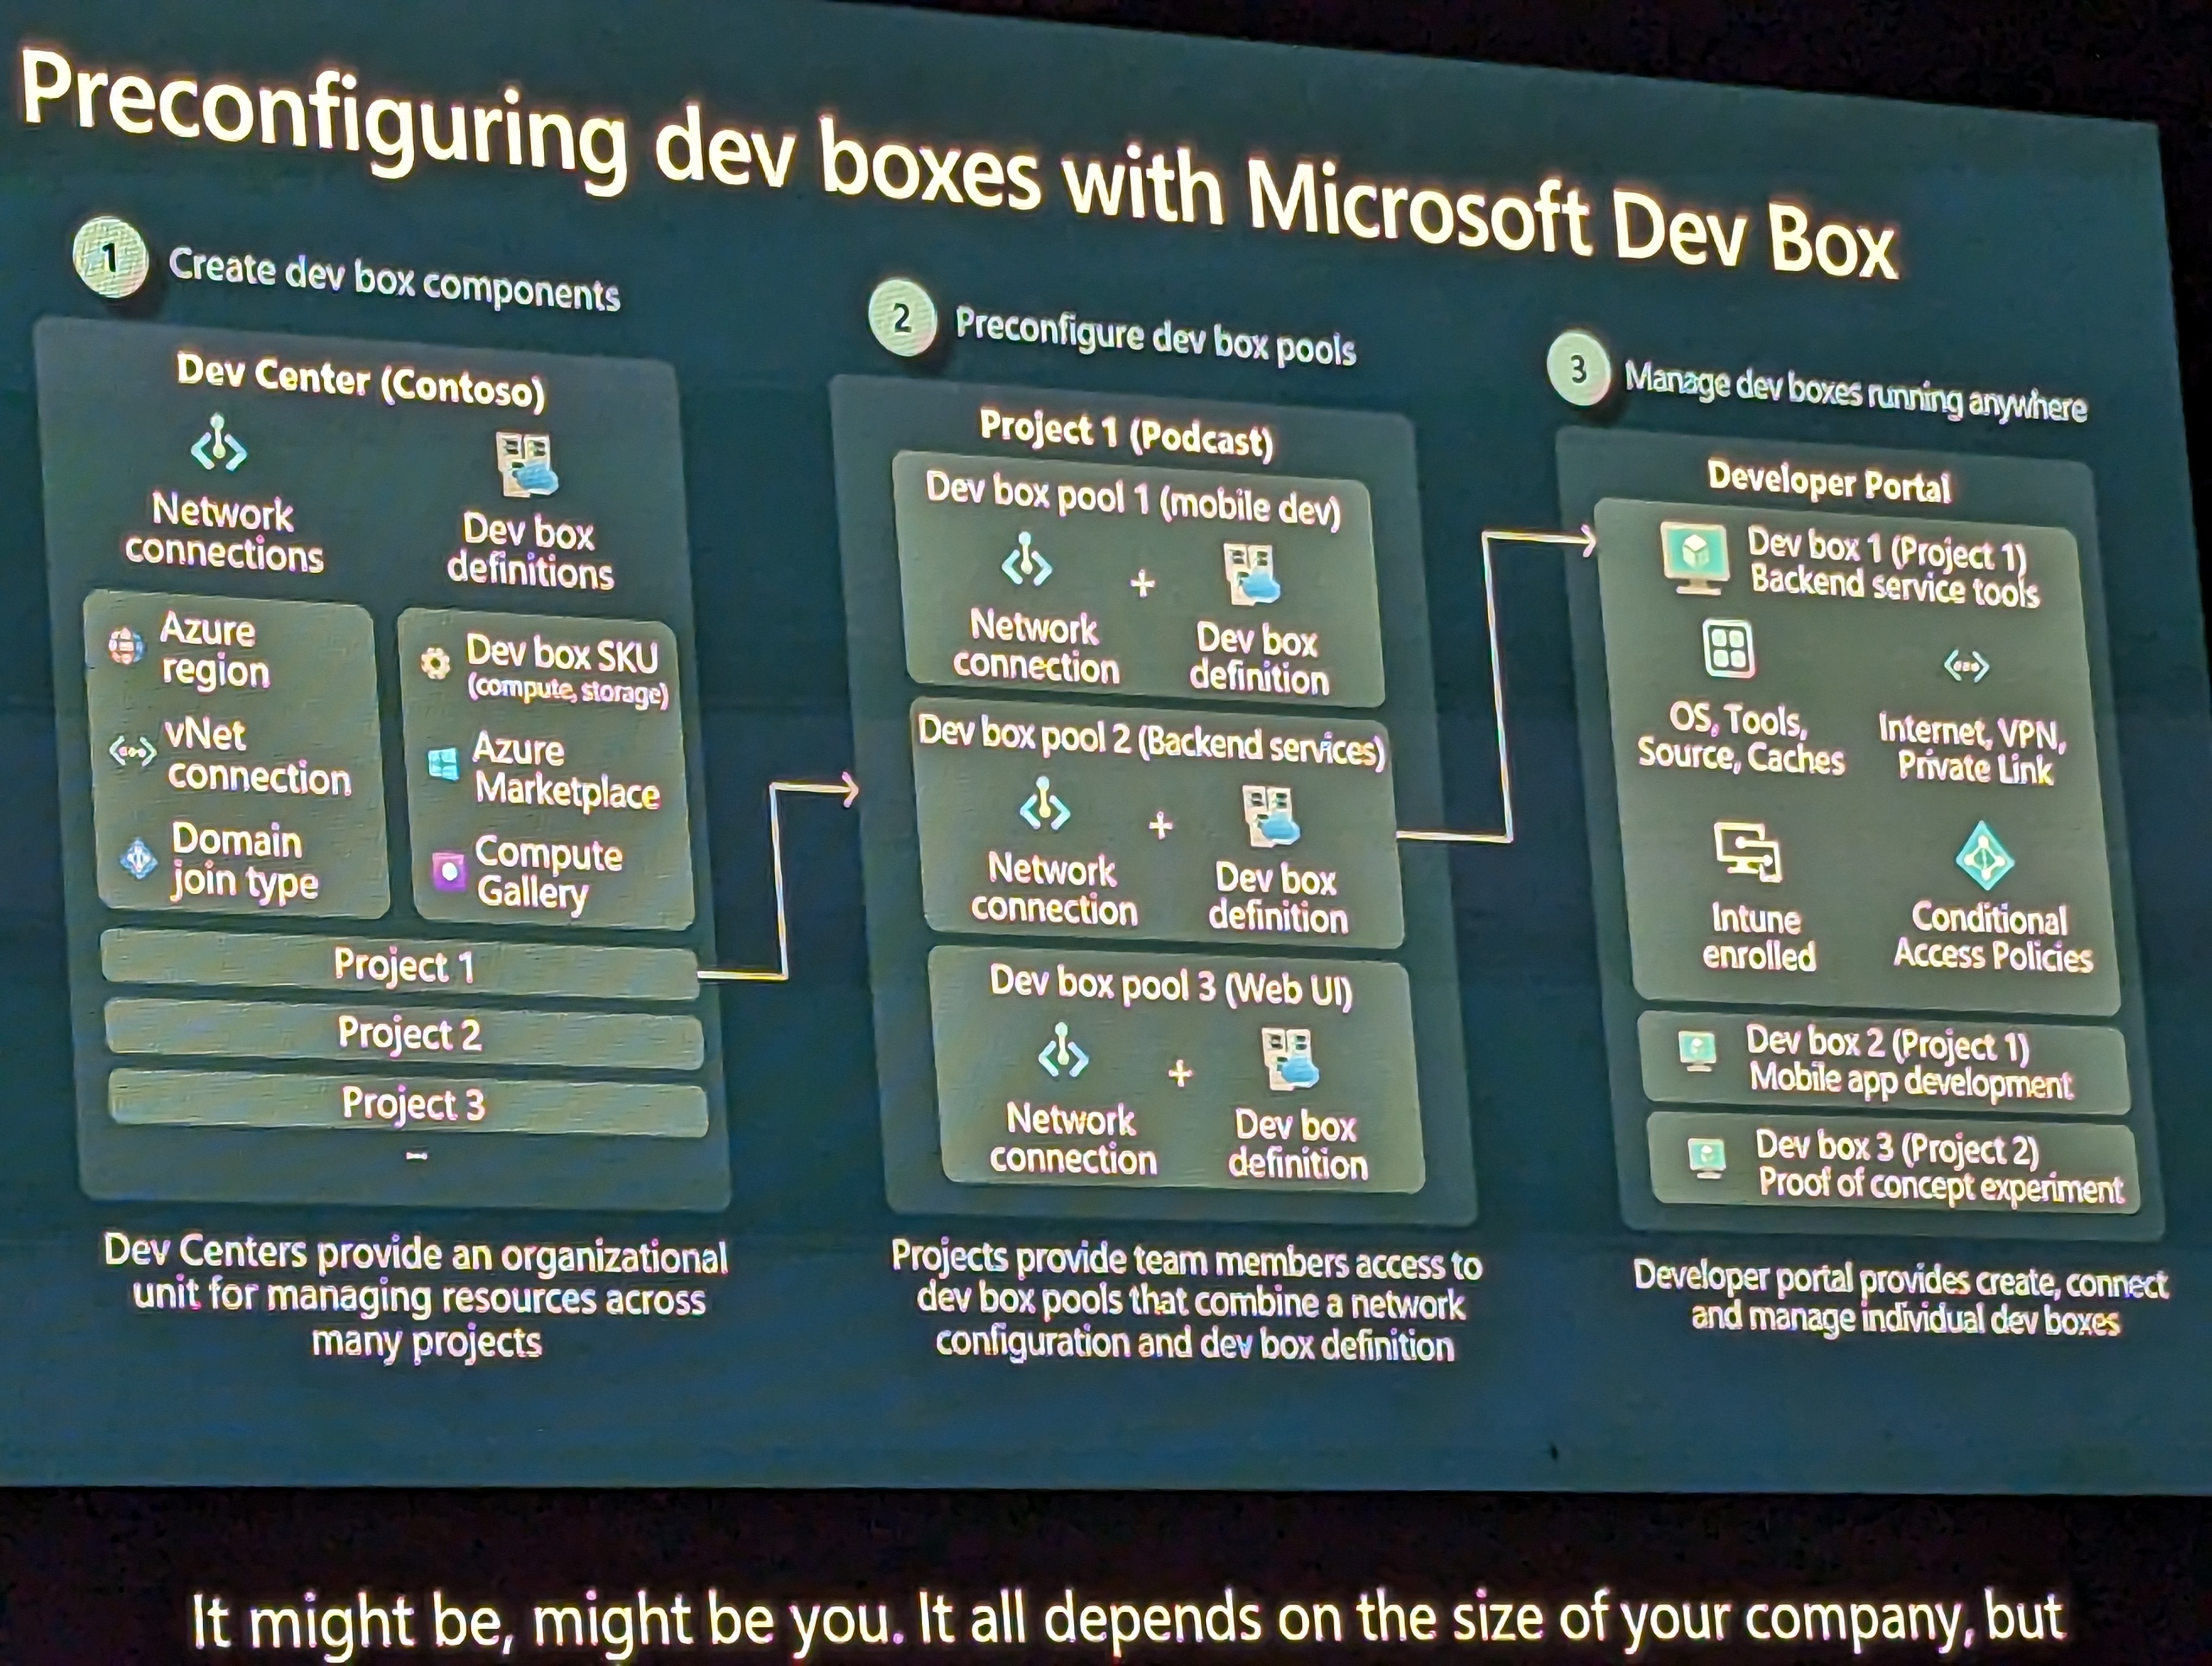 Preconfiguring dev boxes with Microsoft Dev Box
1
Create dev box components
Dev Center (Contoso)
Network
connections
Dev box
definitions
Azure
region
vNet
connection
Domain
join type
Dev box SKU
(compute, storage)
Azure
Marketplace
Compute
Gallery
Project 1
Project 2
Project 3
Dev Centers provide an organizational
unit for managing resources across
many projects
2
Preconfigure dev box pools
Project 1 (Podcast)
Dev box pool 1 (mobile dev)
Network
connection
+
Dev box
definition
Dev box pool 2 (Backend services)
Network
connection
+
Dev box
definition
Dev box pool 3 (Web UI)
Network
connection
+
Dev box
definition
Projects provide team members access to
dev box pools that combine a network
configuration and dev box definition
3
Manage dev boxes running anywhere
Developer Portal
Dev box 1 (Project 1)
Backend service tools
OS, Tools,
Source, Caches
Internet, VPN,
Private Link
Intune
enrolled
Conditional
Access Policies
Dev box 2 (Project 1)
Mobile app development
Dev box 3 (Project 2)
Proof of concept experiment
Developer portal provides create, connect
and manage individual dev boxes
It might be, might be you. It all depends on the size of your company, but